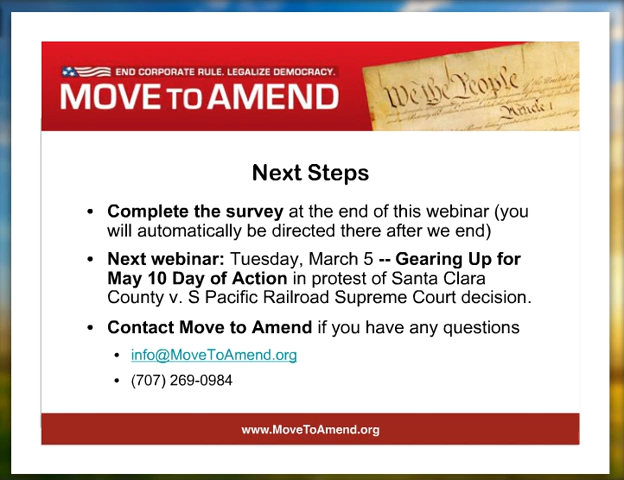 END CORPORATE RULE. LEGALIZE DEMOCRACY.
MOVE TO AMEND
We the People
Article 1
Next Steps
• Complete the survey at the end of this webinar (you
will automatically be directed there after we end)
• Next webinar: Tuesday, March 5 -- Gearing Up for
May 10 Day of Action in protest of Santa Clara
County v. S Pacific Railroad Supreme Court decision.
• Contact Move to Amend if you have any questions
• info@MoveToAmend.org
• (707) 269-0984
www.MoveToAmend.org